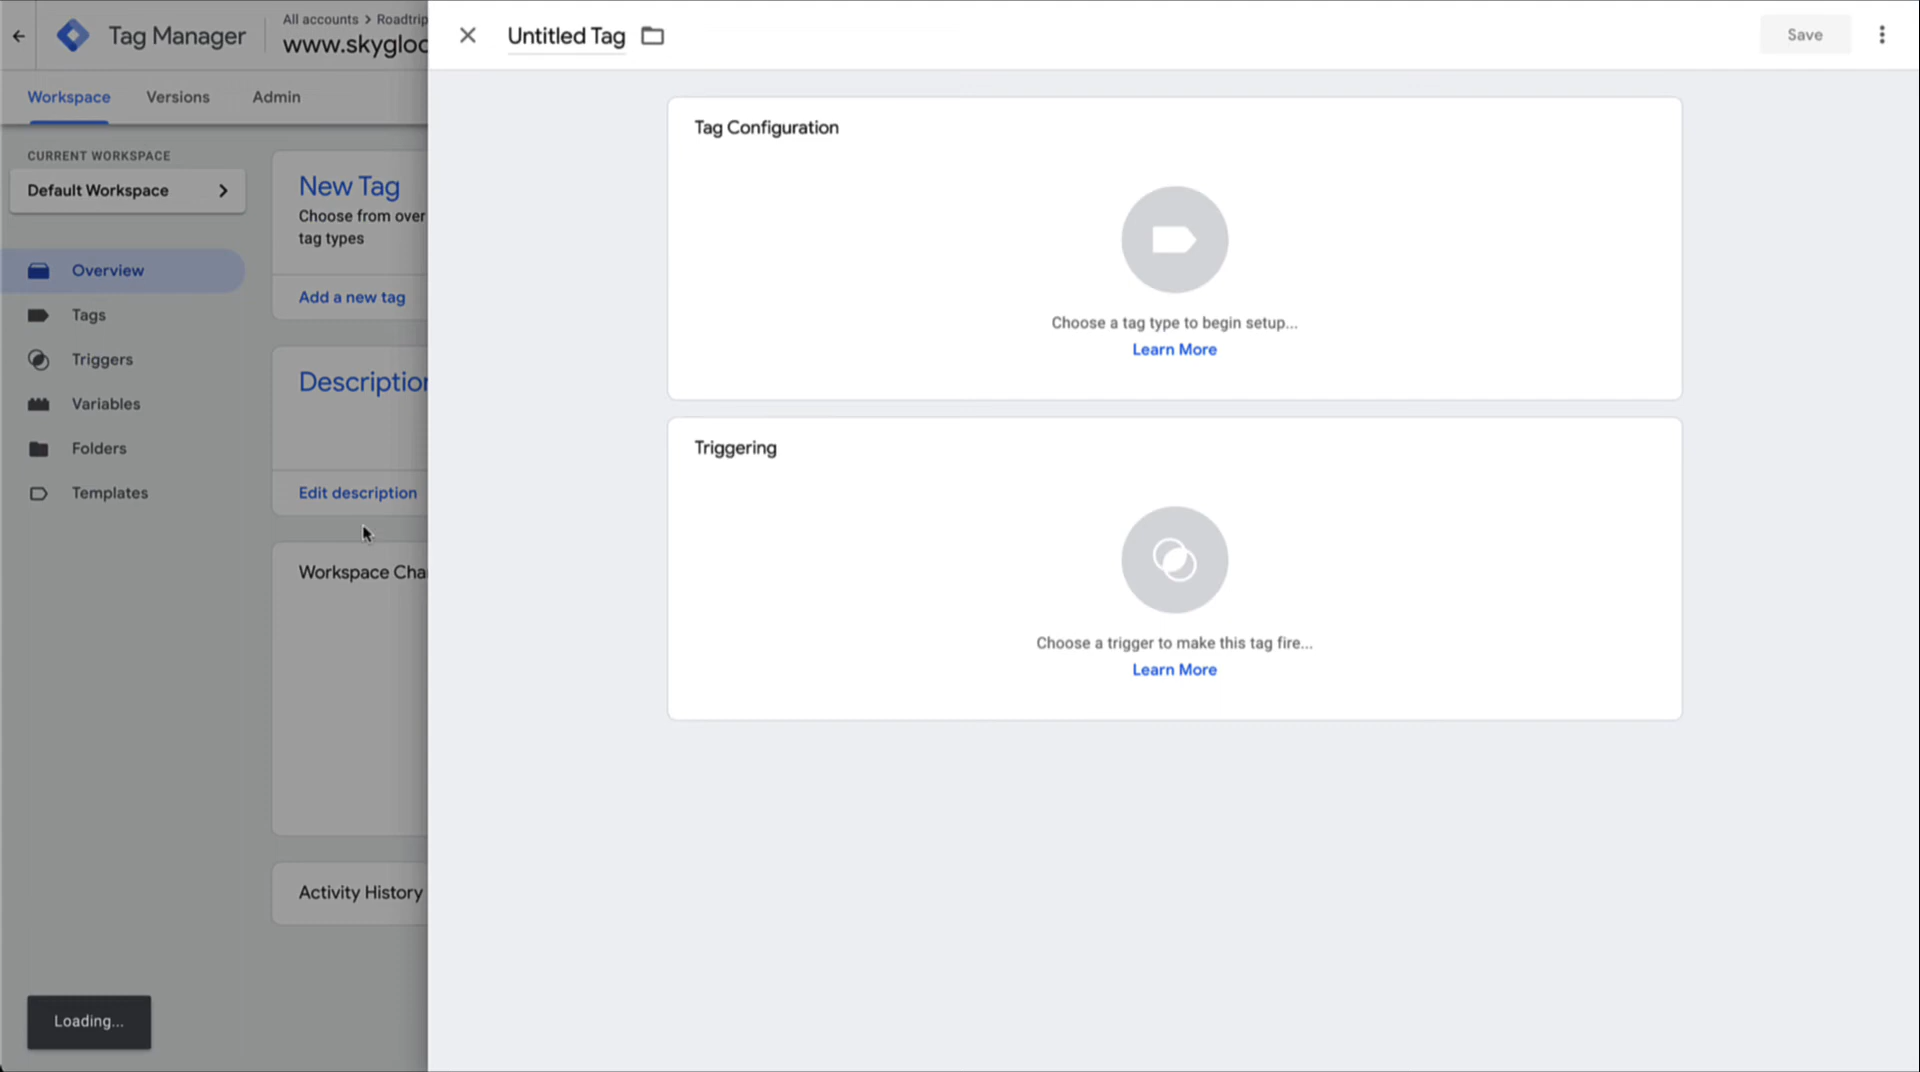 Tag Manager
All accounts > Roadtrip
www.skygloo
Untitled Tag
Save
Workspace
Versions
Admin
CURRENT WORKSPACE
Default Workspace
Overview
Tags
Triggers
Variables
Folders
Templates
New Tag
Choose from over
tag types
Add a new tag
Description
Edit description
Workspace Cha
Activity History
Tag Configuration
Choose a tag type to begin setup...
Learn More
Triggering
Choose a trigger to make this tag fire...
Learn More
Loading...